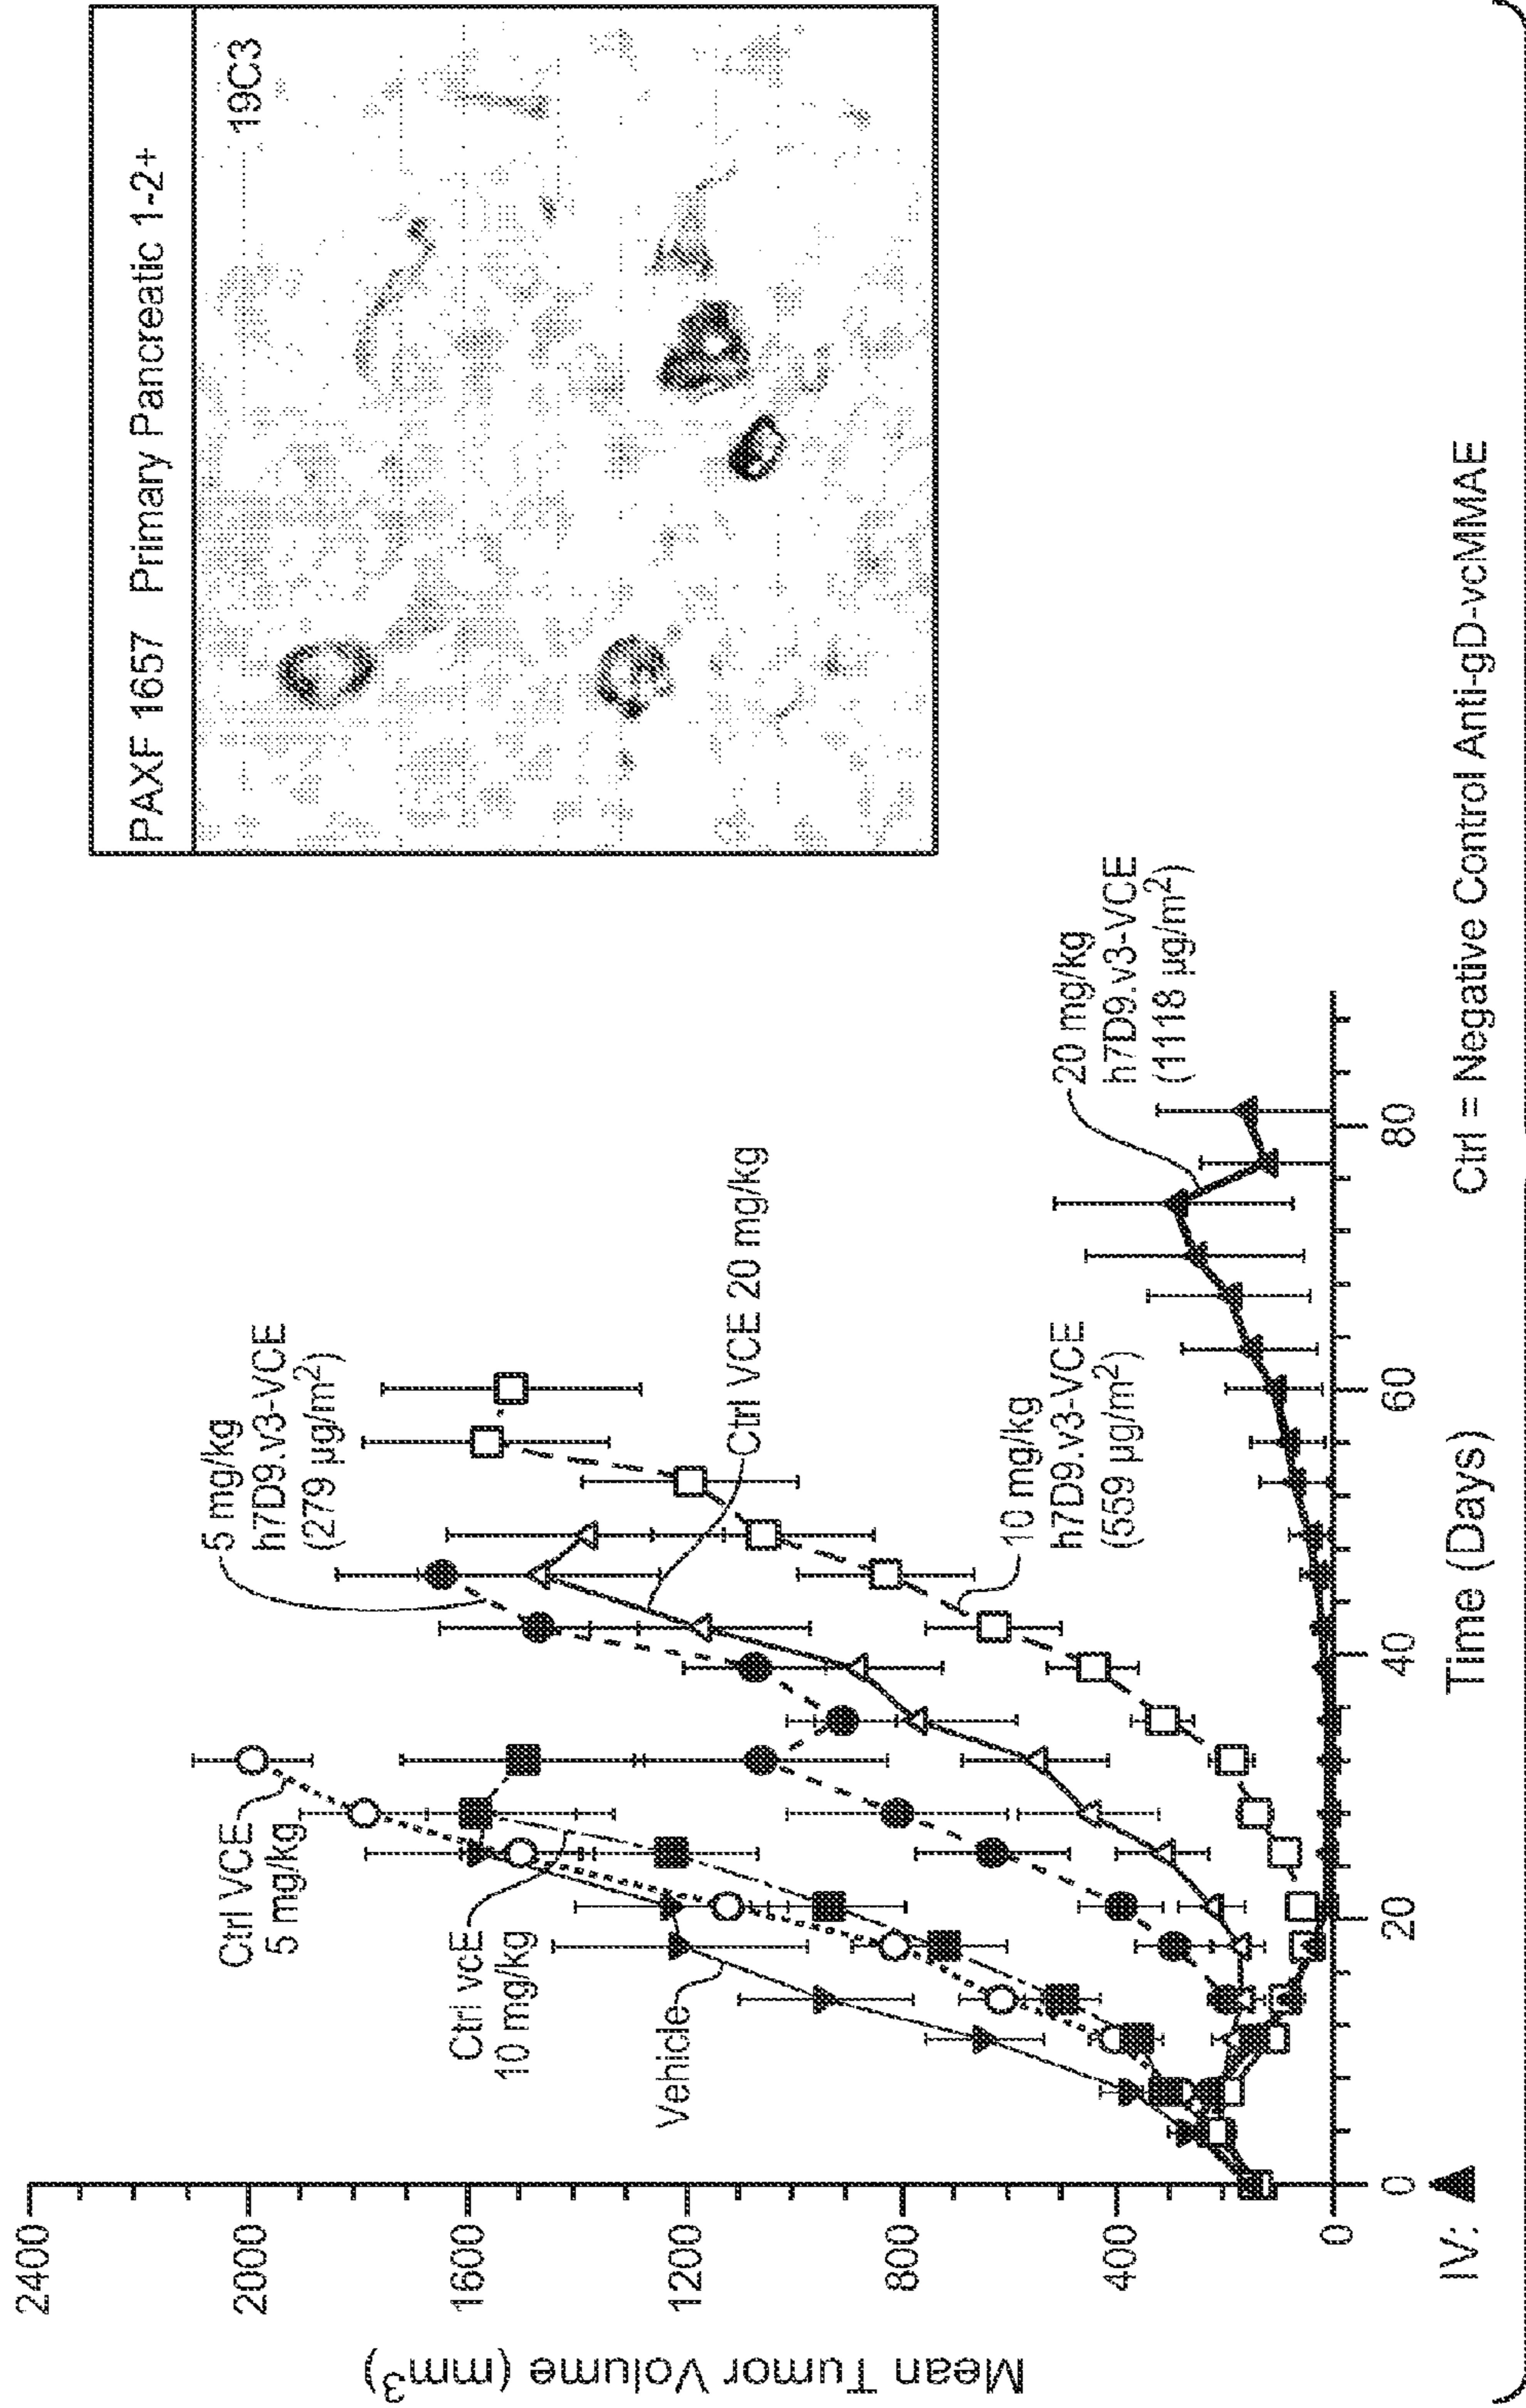 PAXF 1657 Primary Pancreatic 1-2+
19C3
Mean Tumor Volume (mm³)
2400
2000
1600
1200
800
400
0
Ctrl VCE
5 mg/kg
Ctrl vcE
10 mg/kg
Vehicle
5 mg/kg
h7D9.v3-VCE
(279 µg/m²)
Ctrl VCE 20 mg/kg
10 mg/kg
h7D9.v3-VCE
(559 µg/m²)
20 mg/kg
h7D9.v3-VCE
(1118 µg/m²)
0
20
40
60
80
IV:
Time (Days)
Ctrl = Negative Control Anti-gD-vcMMAE